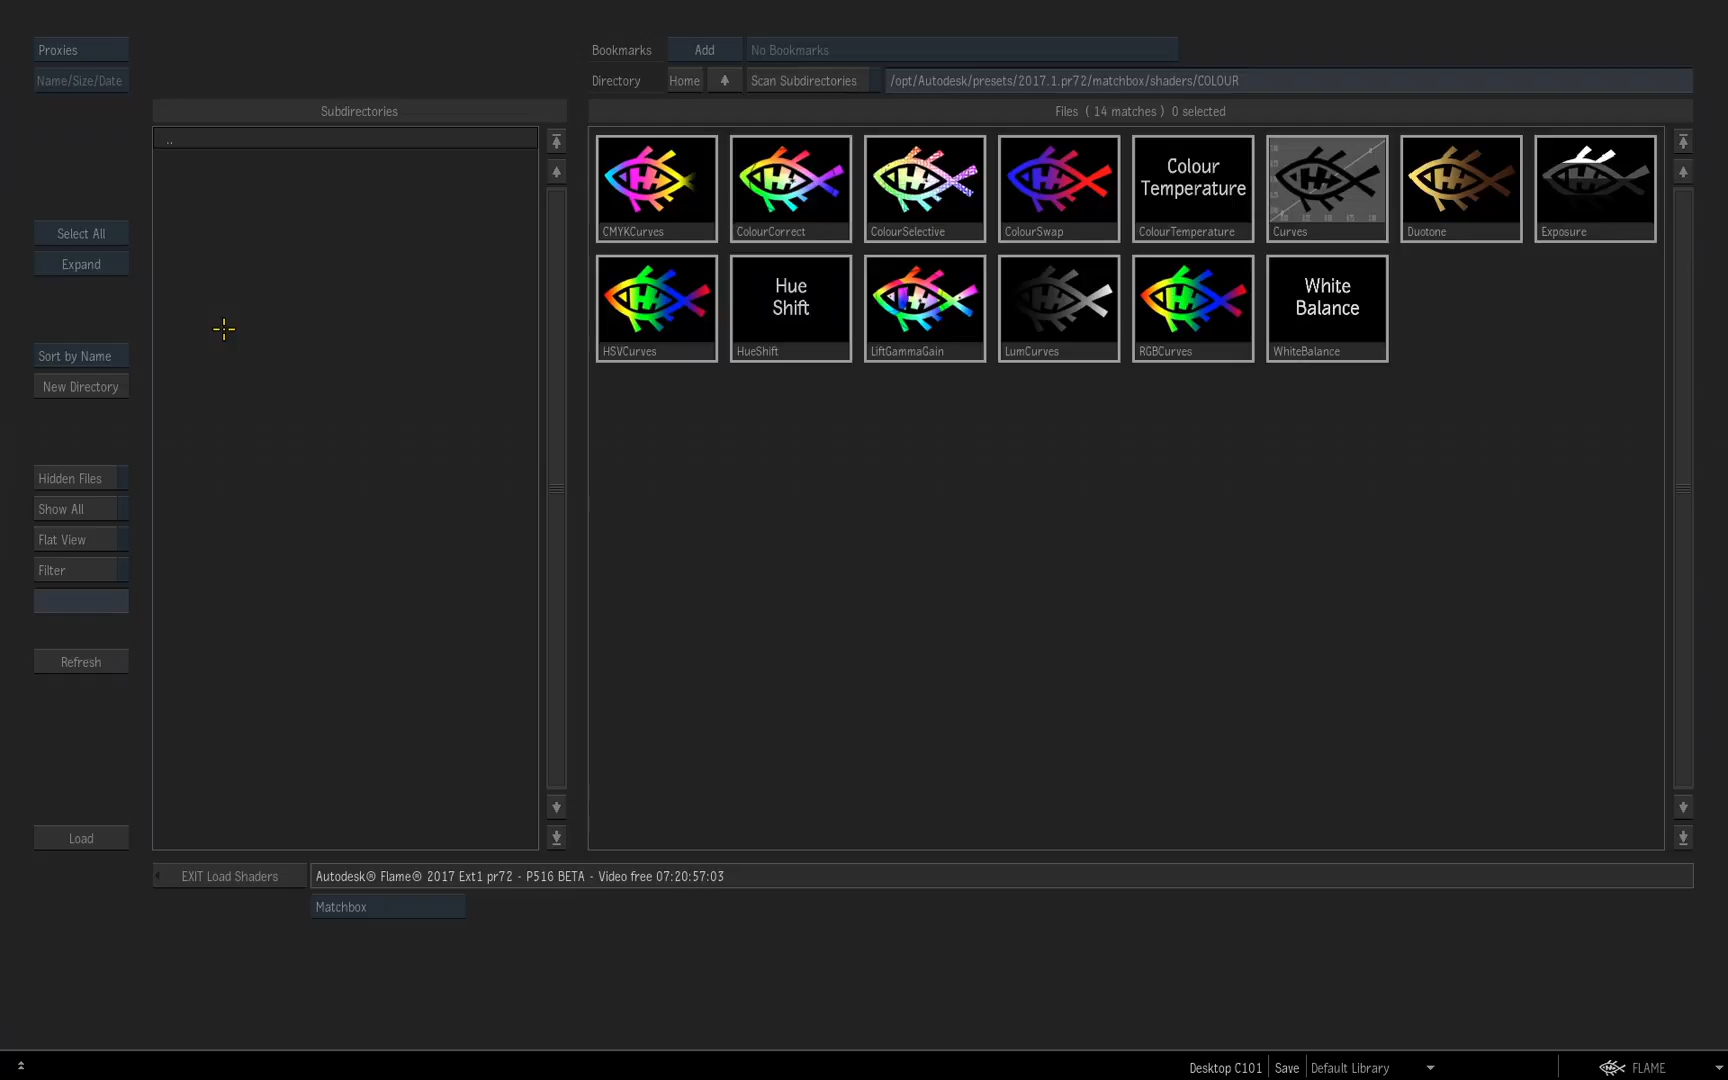 Proxies
Bookmarks Add No Bookmarks
Name/Size/Date
Directory Home Scan Subdirectories /opt/Autodesk/presets/2017.1.pr72/matchbox/shaders/COLOUR
Subdirectories
Files ( 14 matches ) 0 selected
..
Colour
Temperature
CMYKCurves ColourCorrect ColourSelective ColourSwap ColourTemperature Curves Duotone Exposure
Select All
Expand
Hue
Shift
White
Balance
HSVCurves HueShift LiftGammaGain LumCurves RGBCurves WhiteBalance
Sort by Name
New Directory
Hidden Files
Show All
Flat View
Filter
Refresh
Load
EXIT Load Shaders Autodesk® Flame® 2017 Ext1 pr72 - P516 BETA - Video free 07:20:57:03
Matchbox
Desktop C101 Save Default Library FLAME